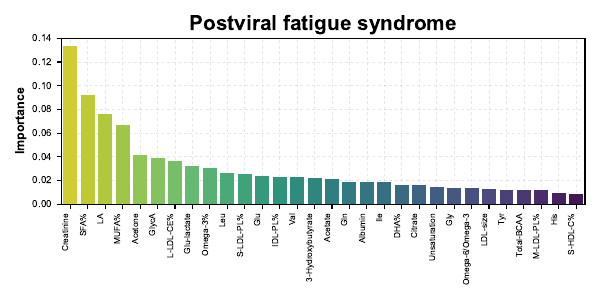 Postviral fatigue syndrome
Importance
0.14
0.12
0.10
0.08
0.06
0.04
0.02
0.00
Creatinine
SFA%
LA
MUFA%
Acetone
GlycA
L-LDL-CE%
Glu-lactate
Omega-3%
Leu
S-LDL-PL%
Glu
IDL-PL%
Val
3-Hydroxybutyrate
Acetate
Gln
Albumin
Ile
DHA%
Citrate
Unsaturation
Gly
Omega-6/Omega-3
LDL-size
Tyr
Total-BCAA
M-LDL-PL%
His
S-HDL-C%